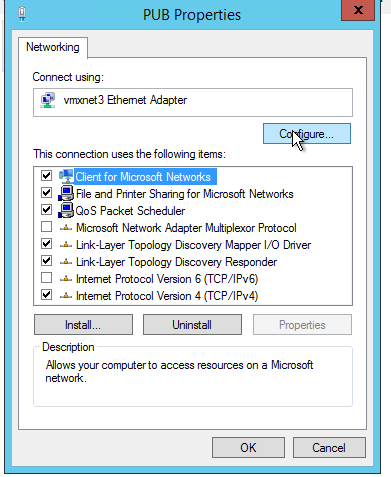 PUB Properties
x
Networking
Connect using:
vmxnet3 Ethernet Adapter
Configure...
This connection uses the following items:
Client for Microsoft Networks
File and Printer Sharing for Microsoft Networks
QoS Packet Scheduler
Microsoft Network Adapter Multiplexor Protocol
Link-Layer Topology Discovery Mapper I/O Driver
Link-Layer Topology Discovery Responder
Internet Protocol Version 6 (TCP/IPv6)
Internet Protocol Version 4 (TCP/IPv4)
Install... Uninstall Properties
Description
Allows your computer to access resources on a Microsoft
network.
OK Cancel